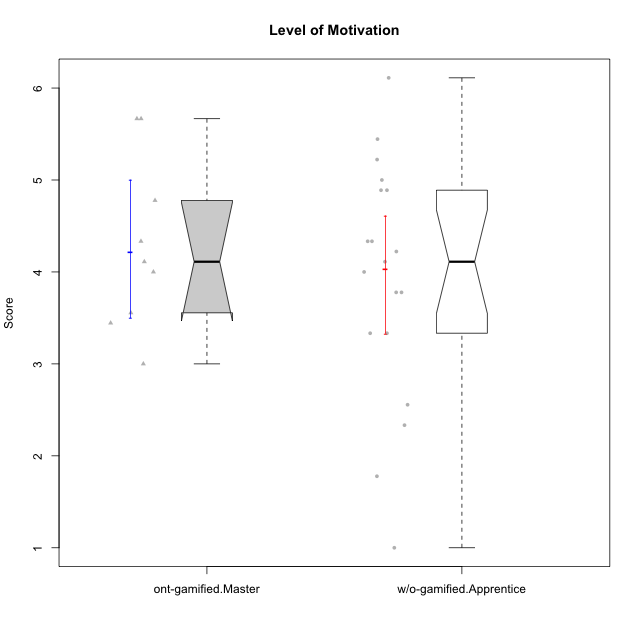 Level of Motivation
Score
6
5
4
3
2
1
ont-gamified.Master
w/o-gamified.Apprentice